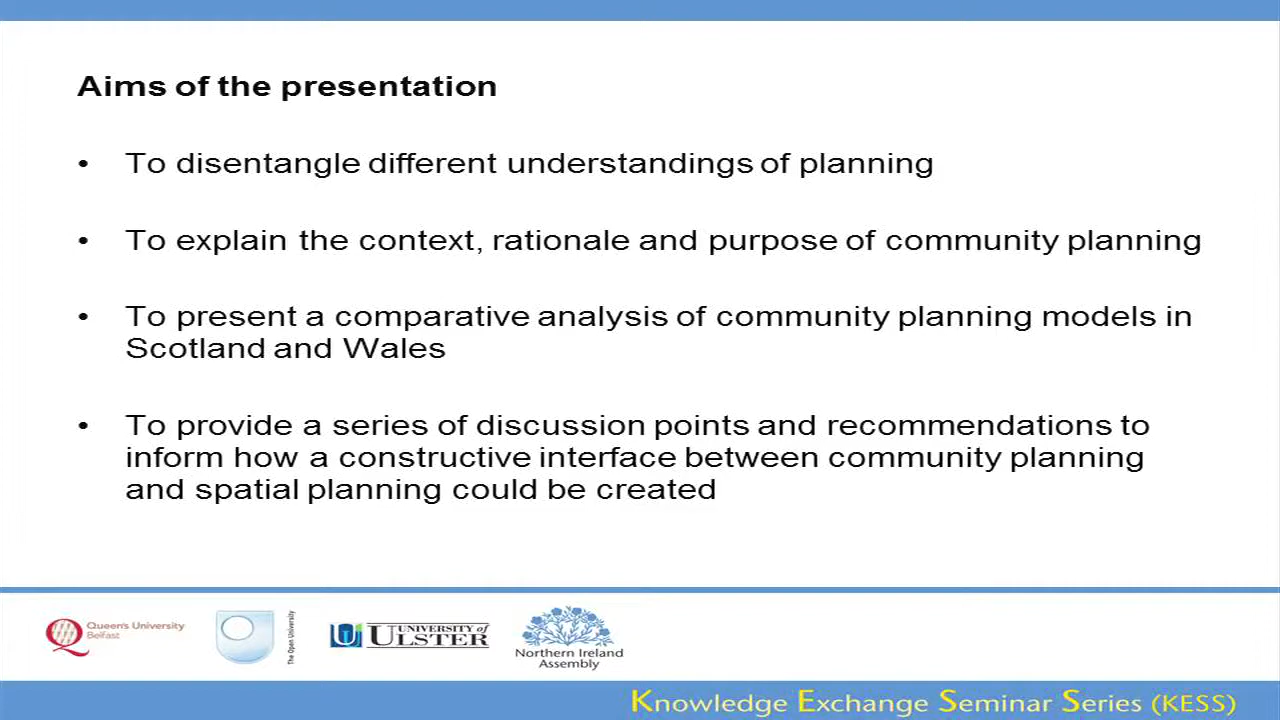 Aims of the presentation
• To disentangle different understandings of planning
• To explain the context, rationale and purpose of community planning
• To present a comparative analysis of community planning models in
Scotland and Wales
• To provide a series of discussion points and recommendations to
inform how a constructive interface between community planning
and spatial planning could be created
Queen's University
Belfast
The Open University
UNIVERSITY of
ULSTER
Northern Ireland
Assembly
Knowledge Exchange Seminar Series (KESS)